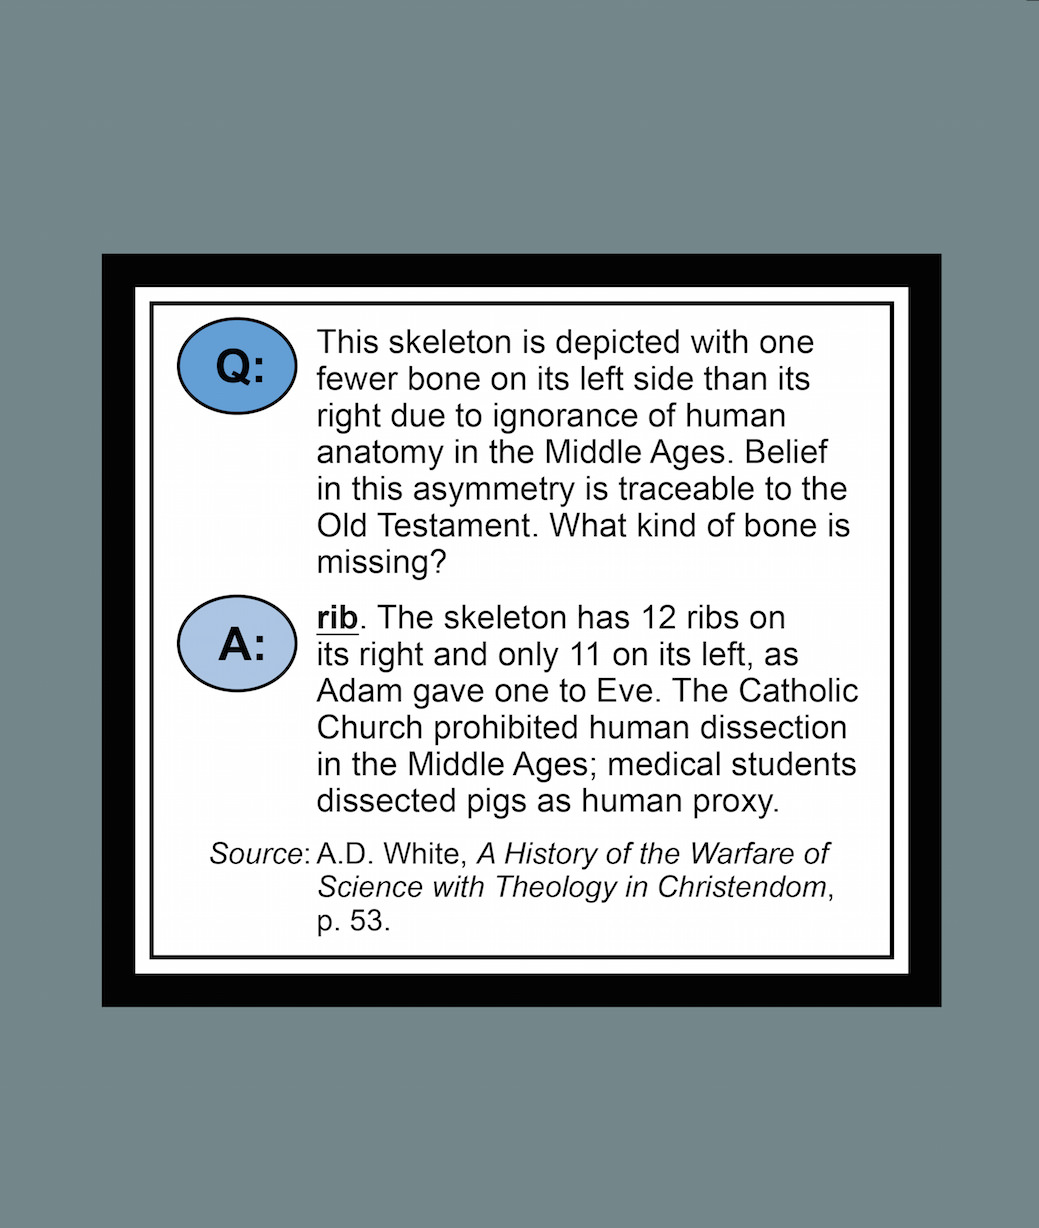 Q: This skeleton is depicted with one
fewer bone on its left side than its
right due to ignorance of human
anatomy in the Middle Ages. Belief
in this asymmetry is traceable to the
Old Testament. What kind of bone is
missing?
A: rib. The skeleton has 12 ribs on
its right and only 11 on its left, as
Adam gave one to Eve. The Catholic
Church prohibited human dissection
in the Middle Ages; medical students
dissected pigs as human proxy.
Source: A.D. White, A History of the Warfare of
Science with Theology in Christendom,
p. 53.